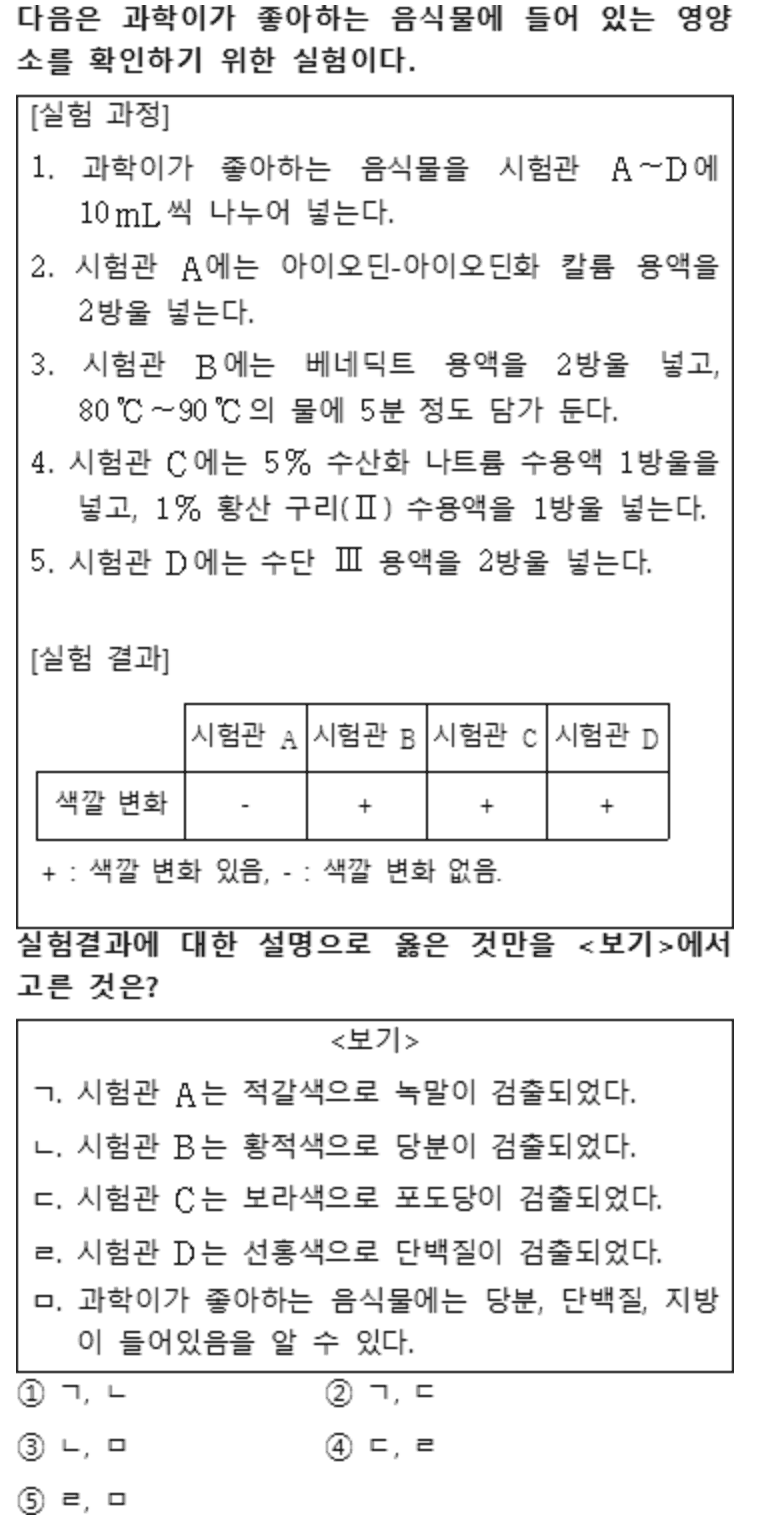 다음은 과학이가 좋아하는 음식물에 들어 있는 영양
소를 확인하기 위한 실험이다.
[실험 과정]
1. 과학이가 좋아하는 음식물을 시험관 A~D에
10mL씩 나누어 넣는다.
2. 시험관 A에는 아이오딘-아이오딘화 칼륨 용액을
2방울 넣는다.
3. 시험관 B에는 베네딕트 용액을 2방울 넣고,
80℃~90℃의 물에 5분 정도 담가 둔다.
4. 시험관 C에는 5% 수산화 나트륨 수용액 1방울을
넣고, 1% 황산 구리(Ⅱ) 수용액을 1방울 넣는다.
5. 시험관 D에는 수단 Ⅲ 용액을 2방울 넣는다.
[실험 결과]
시험관 A 시험관 B 시험관 C 시험관 D
색깔 변화 - + + +
+ : 색깔 변화 있음, - : 색깔 변화 없음.
실험결과에 대한 설명으로 옳은 것만을 <보기>에서
고른 것은?
<보기>
ㄱ. 시험관 A는 적갈색으로 녹말이 검출되었다.
ㄴ. 시험관 B는 황적색으로 당분이 검출되었다.
ㄷ. 시험관 C는 보라색으로 포도당이 검출되었다.
ㄹ. 시험관 D는 선홍색으로 단백질이 검출되었다.
ㅁ. 과학이가 좋아하는 음식물에는 당분, 단백질, 지방
이 들어있음을 알 수 있다.
① ㄱ, ㄴ ② ㄱ, ㄷ
③ ㄴ, ㅁ ④ ㄷ, ㄹ
⑤ ㄹ, ㅁ